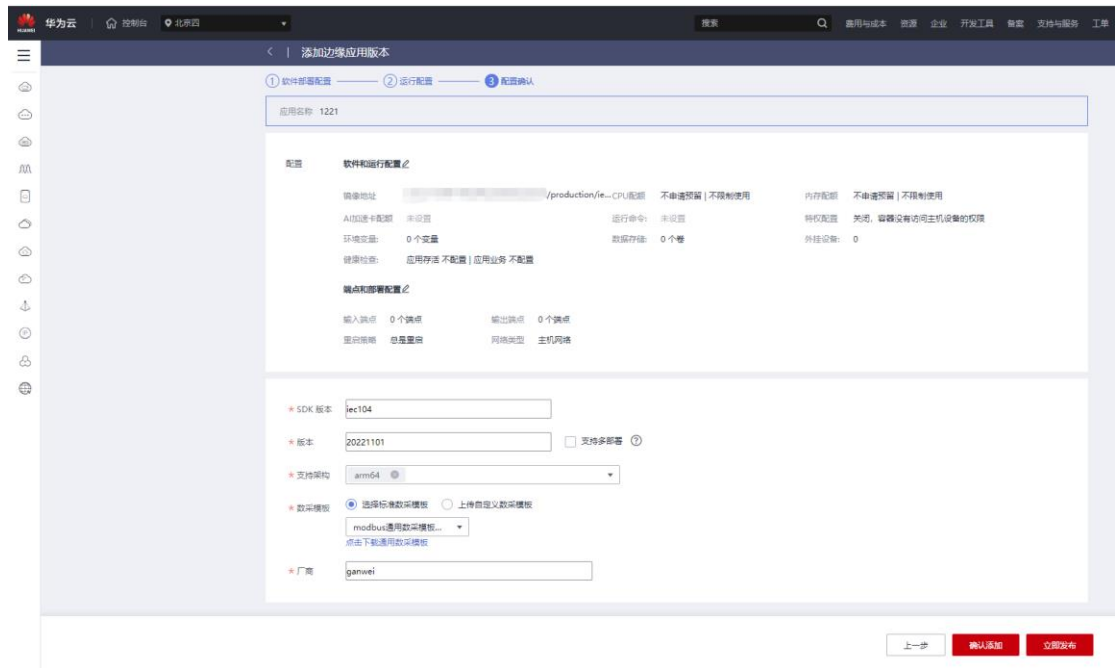 HUAWEI 华为云 控制台 北京四 搜索 费用与成本 资源 企业 开发工具 备案 支持与服务 工单
< | 添加边缘应用版本
1 软件部署配置 2 运行配置 3 配置确认
应用名称 1221
配置 软件和运行配置
镜像地址 /production/ie... CPU配额 不申请预留 | 不限制使用 内存配额 不申请预留 | 不限制使用
AI加速卡配额 未设置 运行命令: 未设置 特权配置 关闭，容器没有访问主机设备的权限
环境变量: 0 个变量 数据存储: 0 个卷 外挂设备: 0
健康检查: 应用存活 不配置 | 应用业务 不配置
端点和部署配置
输入端点 0 个端点 输出端点 0 个端点
重启策略 总是重启 网络类型 主机网络
* SDK 版本 iec104
* 版本 20221101 支持多部署 ?
* 支持架构 arm64
* 数采模板 选择标准数采模板 上传自定义数采模板
modbus通用数采模板...
点击下载通用数采模板
* 厂商 ganwei
上一步 确认添加 立即发布